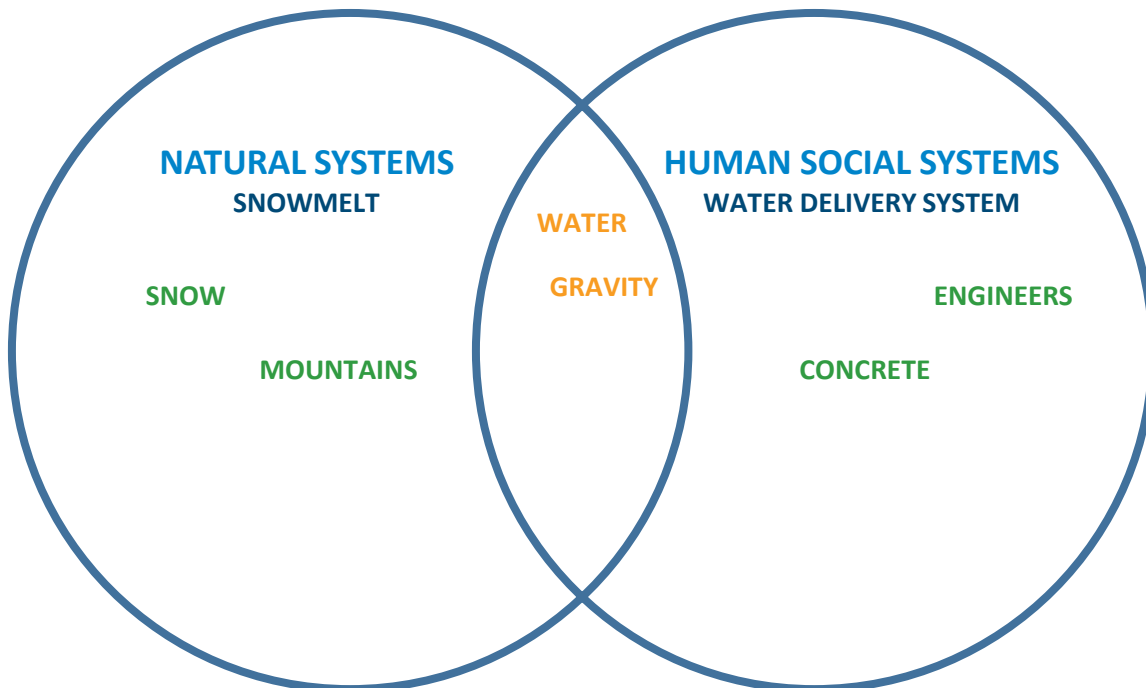 NATURAL SYSTEMS
SNOWMELT
SNOW
MOUNTAINS
WATER
GRAVITY
HUMAN SOCIAL SYSTEMS
WATER DELIVERY SYSTEM
ENGINEERS
CONCRETE